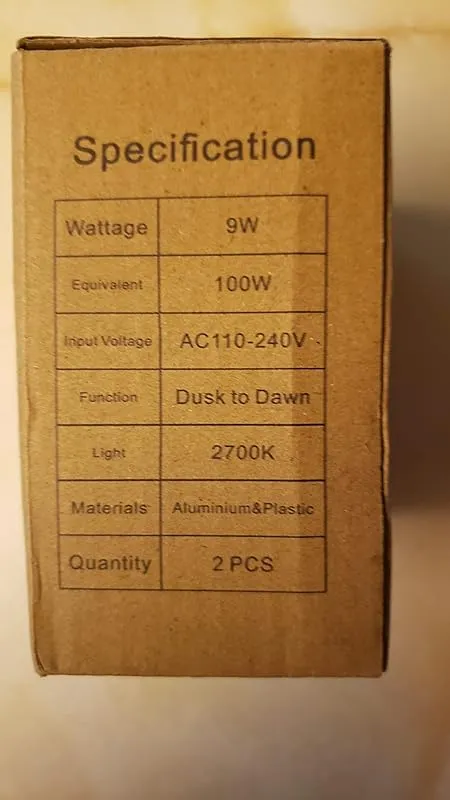 Specification
Wattage 9W
Equivalent 100W
Input Voltage AC110-240V
Function Dusk to Dawn
Light 2700K
Materials Aluminium&Plastic
Quantity 2 PCS